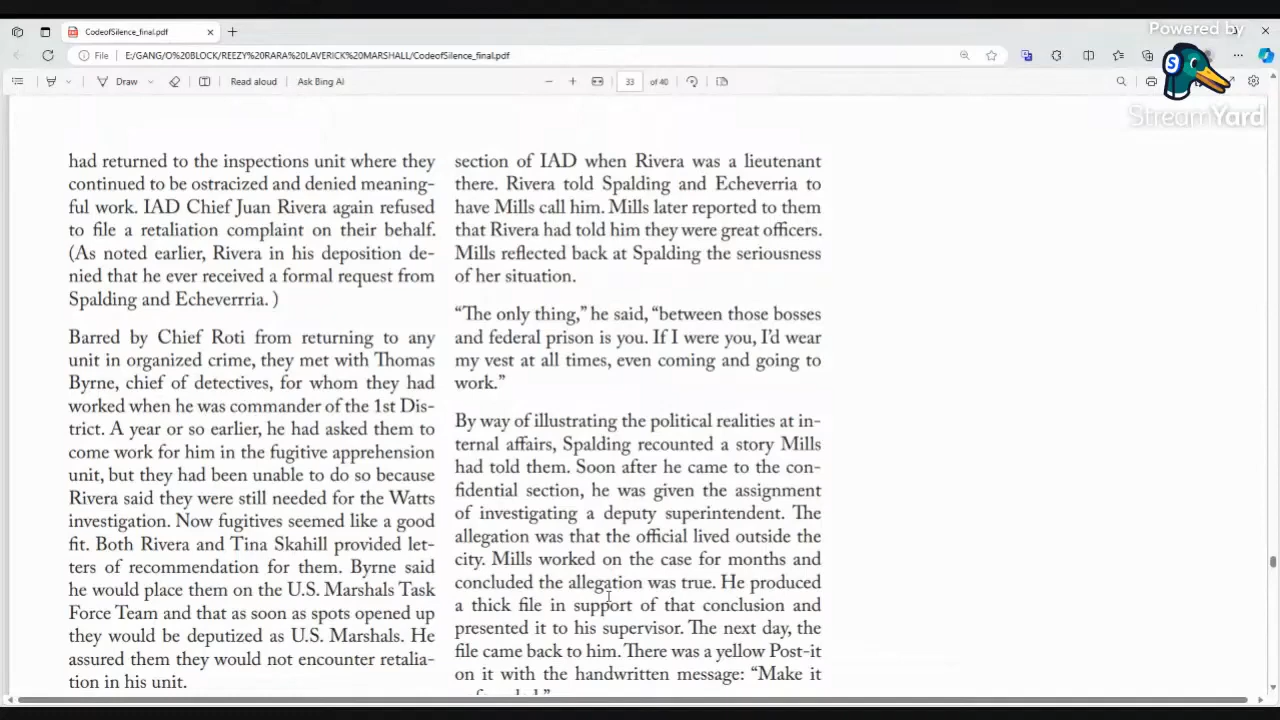 CodeofSilence_final.pdf
Powered by
File
E:/GANG/O%20BLOCK/REEZY%20RARA%20LAVERICK%20MARSHALL/CodeofSilence_final.pdf
Draw
Read aloud
Ask Bing AI
33
of 40
StreamYard
had returned to the inspections unit where they
continued to be ostracized and denied meaning-
ful work. IAD Chief Juan Rivera again refused
to file a retaliation complaint on their behalf.
(As noted earlier, Rivera in his deposition de-
nied that he ever received a formal request from
Spalding and Echeverrria. )
Barred by Chief Roti from returning to any
unit in organized crime, they met with Thomas
Byrne, chief of detectives, for whom they had
worked when he was commander of the 1st Dis-
trict. A year or so earlier, he had asked them to
come work for him in the fugitive apprehension
unit, but they had been unable to do so because
Rivera said they were still needed for the Watts
investigation. Now fugitives seemed like a good
fit. Both Rivera and Tina Skahill provided let-
ters of recommendation for them. Byrne said
he would place them on the U.S. Marshals Task
Force Team and that as soon as spots opened up
they would be deputized as U.S. Marshals. He
assured them they would not encounter retalia-
tion in his unit.
section of IAD when Rivera was a lieutenant
there. Rivera told Spalding and Echeverria to
have Mills call him. Mills later reported to them
that Rivera had told him they were great officers.
Mills reflected back at Spalding the seriousness
of her situation.
“The only thing,” he said, “between those bosses
and federal prison is you. If I were you, I’d wear
my vest at all times, even coming and going to
work.”
By way of illustrating the political realities at in-
ternal affairs, Spalding recounted a story Mills
had told them. Soon after he came to the con-
fidential section, he was given the assignment
of investigating a deputy superintendent. The
allegation was that the official lived outside the
city. Mills worked on the case for months and
concluded the allegation was true. He produced
a thick file in support of that conclusion and
presented it to his supervisor. The next day, the
file came back to him. There was a yellow Post-it
on it with the handwritten message: “Make it